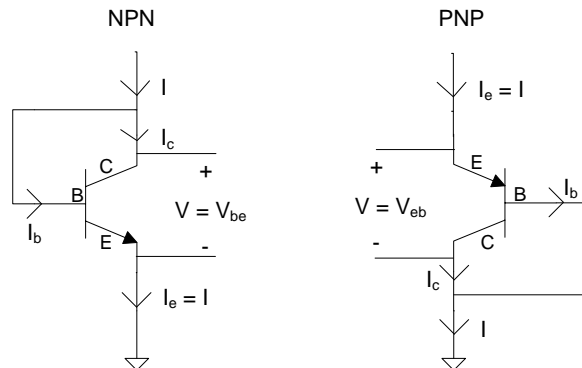 NPN
I
I_c
C
+
B
V = V_be
I_b
E
-
I_e = I
PNP
I_e = I
+
E
I_b
B
V = V_eb
-
C
I_c
I